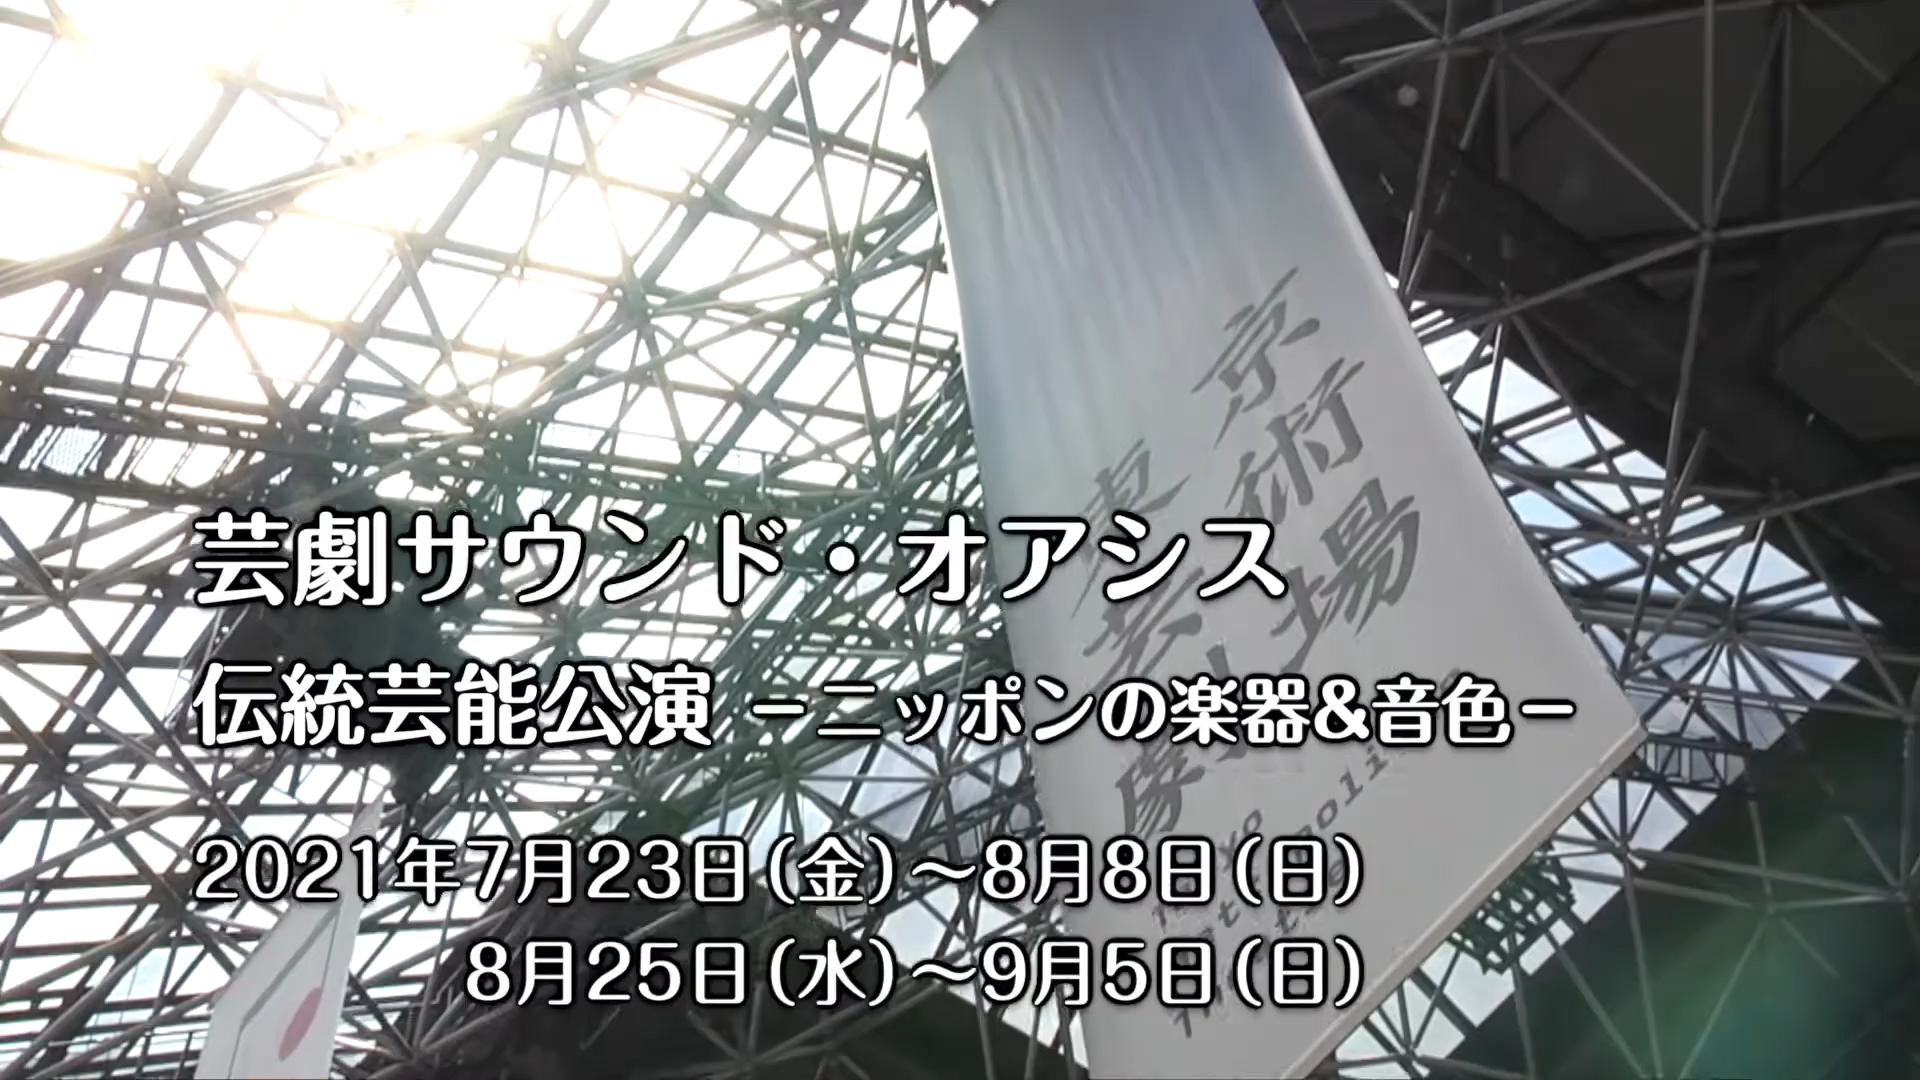 芸劇サウンド・オアシス
伝統芸能公演 －ニッポンの楽器&音色－
2021年7月23日(金)～8月8日(日)
8月25日(水)～9月5日(日)
東京
芸術
劇場